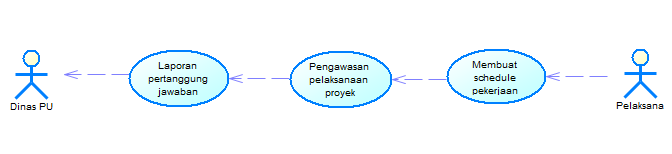 Dinas PU
Laporan
pertanggung
jawaban
Pengawasan
pelaksanaan
proyek
Membuat
schedule
pekerjaan
Pelaksana